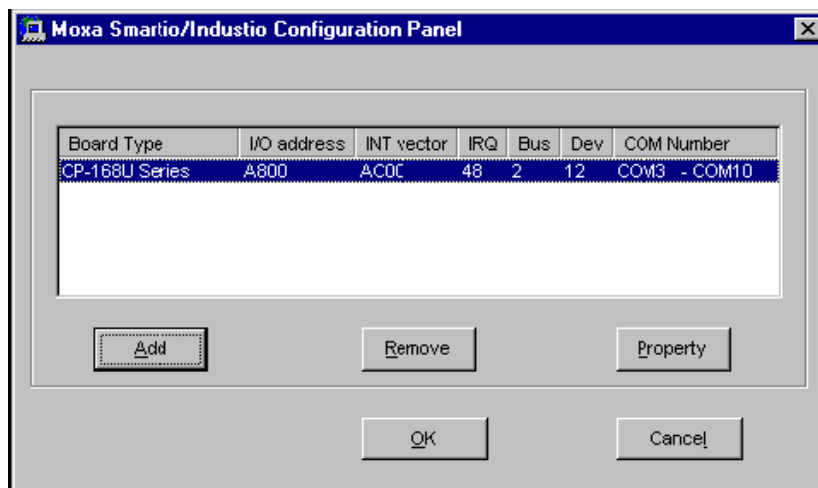 Moxa Smartio/Industio Configuration Panel
Board Type I/O address INT vector IRQ Bus Dev COM Number
CP-168U Series A800 AC00 48 2 12 COM3 - COM10
Add Remove Property
OK Cancel